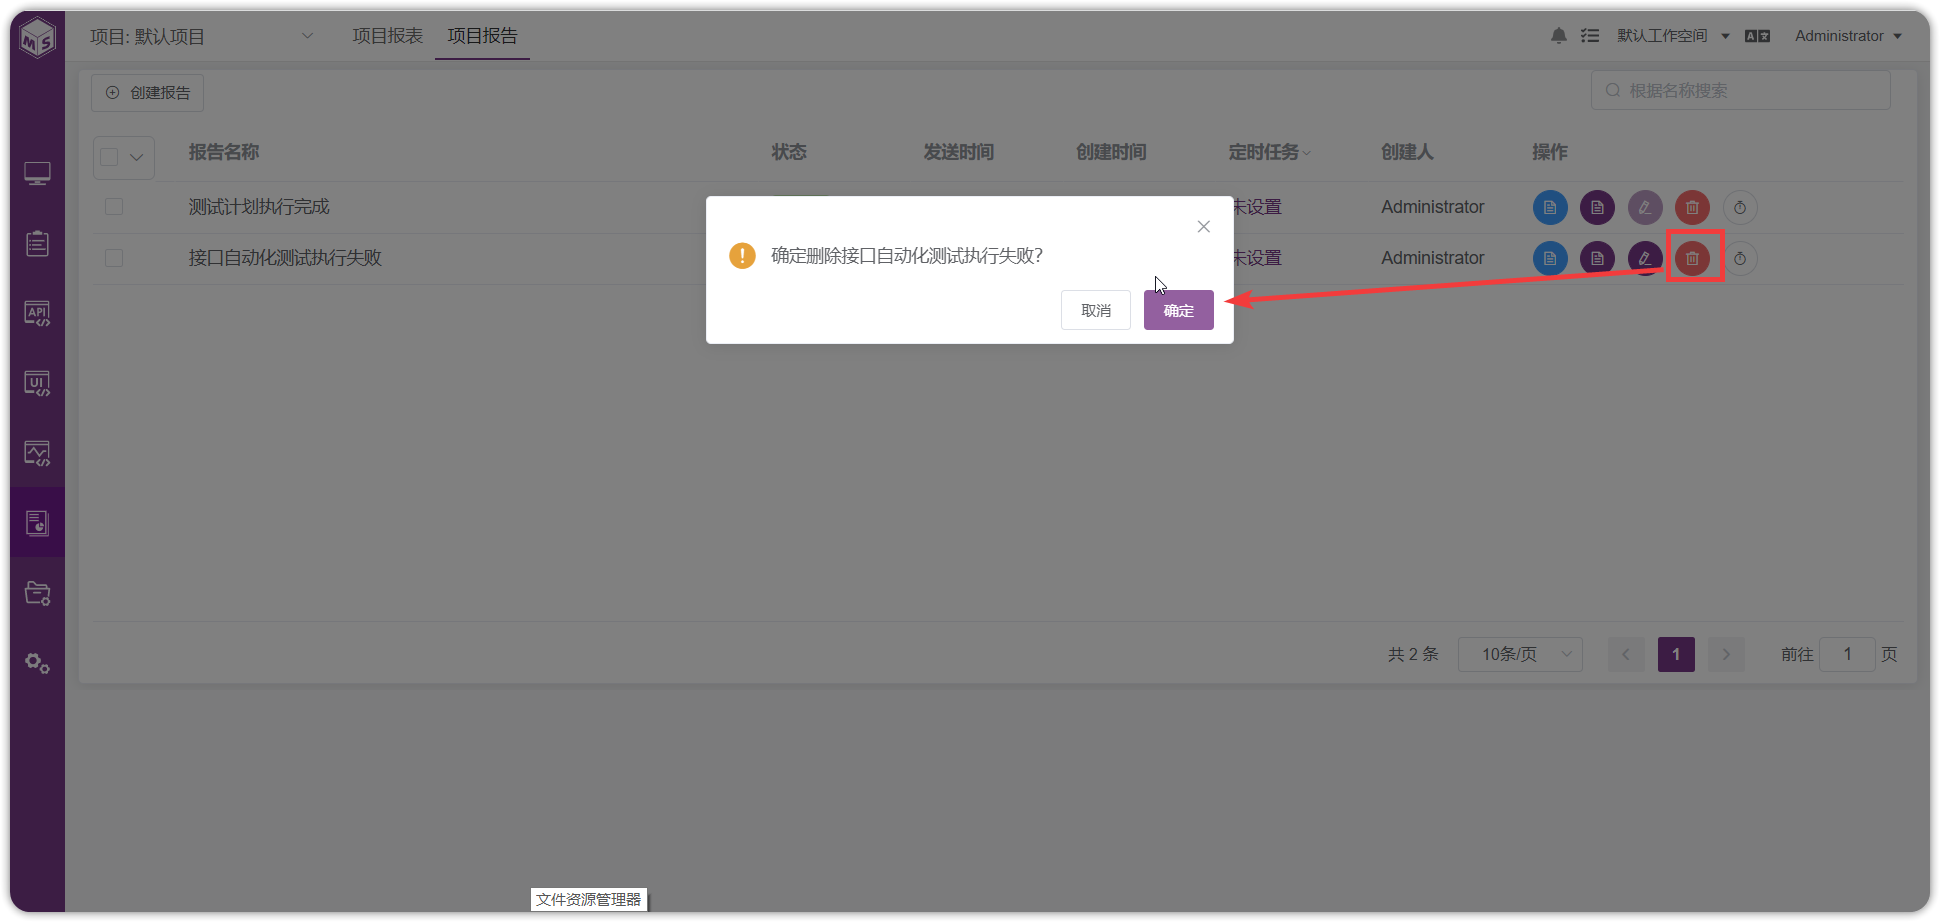 MS
项目: 默认项目
项目报表
项目报告
默认工作空间
A文
Administrator
创建报告
根据名称搜索
报告名称
状态
发送时间
创建时间
定时任务
创建人
操作
测试计划执行完成
未设置
Administrator
接口自动化测试执行失败
未设置
Administrator
确定删除接口自动化测试执行失败?
取消
确定
API
UI
共 2 条
10条/页
1
前往
1
页
文件资源管理器